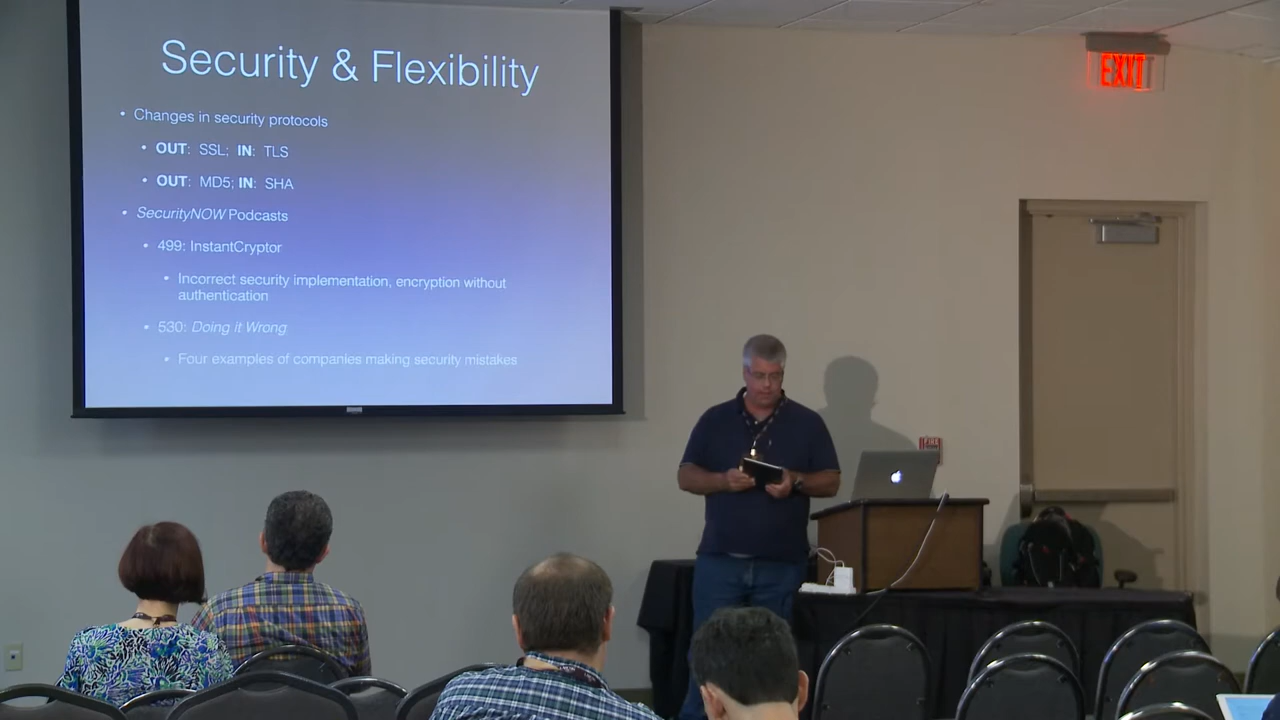 Security & Flexibility
• Changes in security protocols
• OUT: SSL; IN: TLS
• OUT: MD5; IN: SHA
• SecurityNOW Podcasts
• 499: InstantCryptor
• Incorrect security implementation, encryption without
authentication
• 530: Doing it Wrong
• Four examples of companies making security mistakes
EXIT